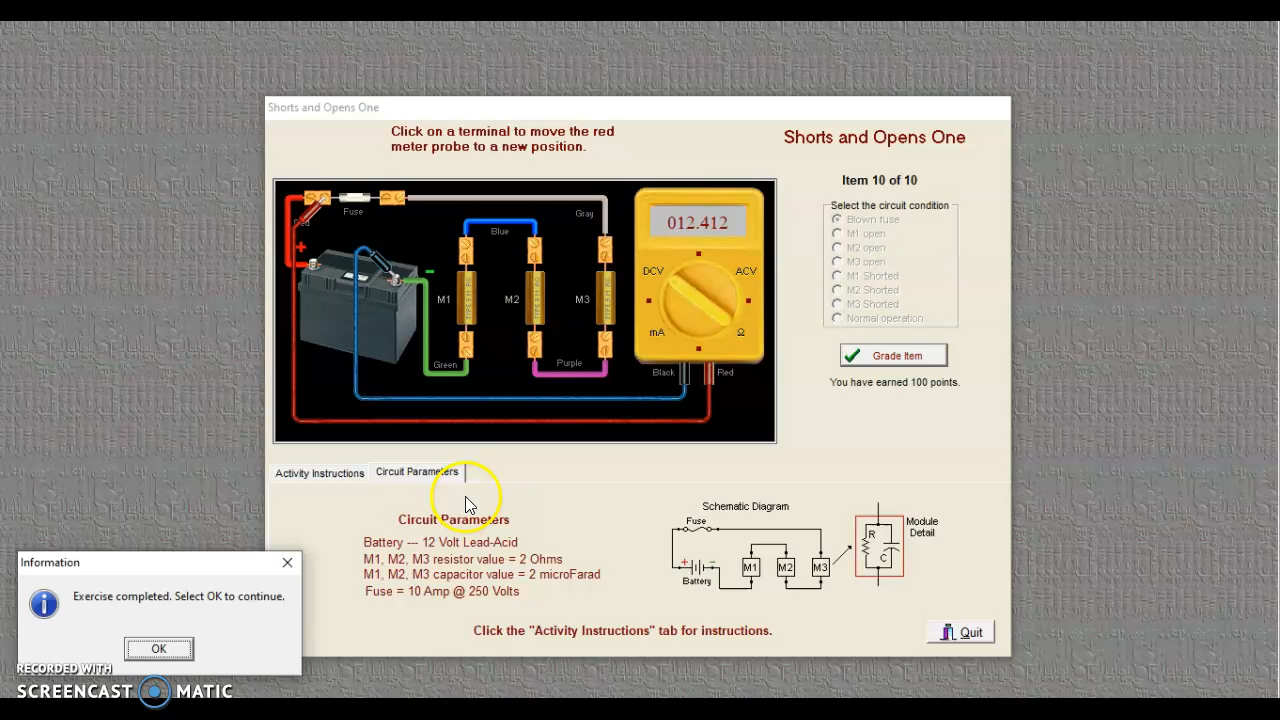 Shorts and Opens One
Click on a terminal to move the red
meter probe to a new position.
Shorts and Opens One
Item 10 of 10
Select the circuit condition
Blown fuse
M1 open
M2 open
M3 open
M1 Shorted
M2 Shorted
M3 Shorted
Normal operation
Grade Item
You have earned 100 points.
Red
Fuse
Gray
Blue
+
-
M1
M2
M3
Green
Purple
012.412
DCV
ACV
mA
Ω
Black
Red
Activity Instructions
Circuit Parameters
Circuit Parameters
Battery --- 12 Volt Lead-Acid
M1, M2, M3 resistor value = 2 Ohms
M1, M2, M3 capacitor value = 2 microFarad
Fuse = 10 Amp @ 250 Volts
Schematic Diagram
Fuse
+
-
Battery
M1
M2
M3
R
C
Module
Detail
Click the "Activity Instructions" tab for instructions.
Quit
Information
Exercise completed. Select OK to continue.
OK
RECORDED WITH
SCREENCAST MATIC